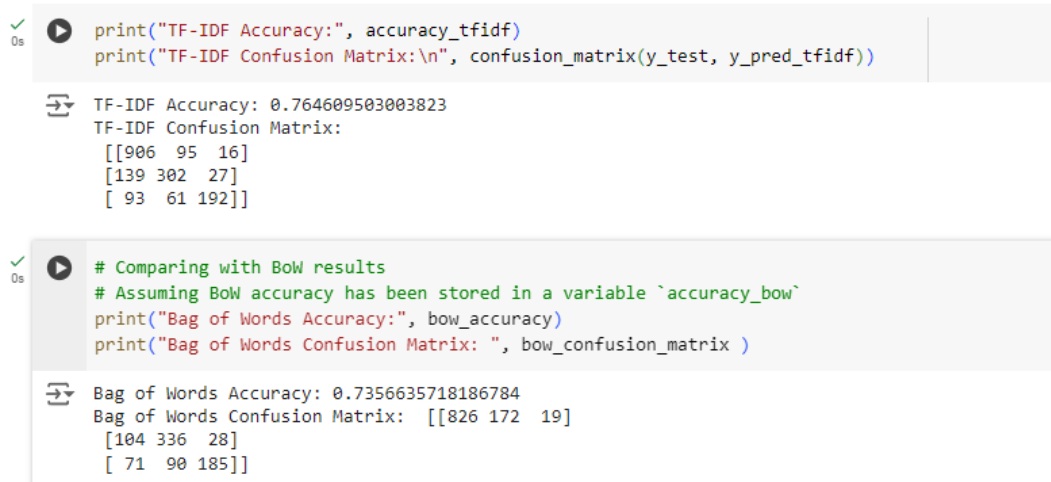 0s
print("TF-IDF Accuracy:", accuracy_tfidf)
print("TF-IDF Confusion Matrix:\n", confusion_matrix(y_test, y_pred_tfidf))
TF-IDF Accuracy: 0.764609503003823
TF-IDF Confusion Matrix:
[[906  95  16]
[139 302  27]
[ 93  61 192]]
0s
# Comparing with BoW results
# Assuming BoW accuracy has been stored in a variable `accuracy_bow`
print("Bag of Words Accuracy:", bow_accuracy)
print("Bag of Words Confusion Matrix: ", bow_confusion_matrix )
Bag of Words Accuracy: 0.7356635718186784
Bag of Words Confusion Matrix:  [[826 172  19]
[104 336  28]
[ 71  90 185]]